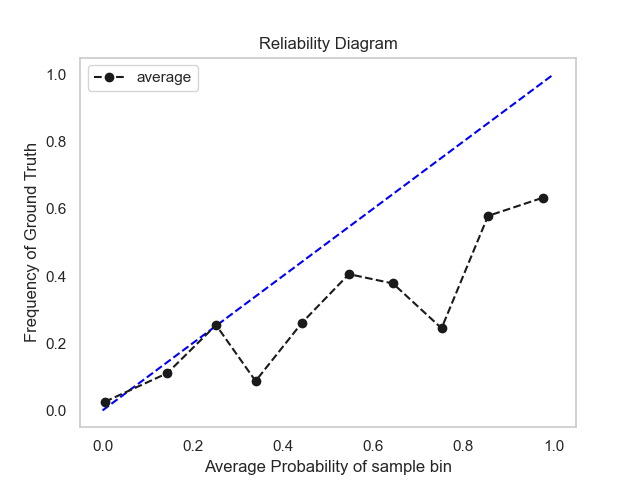 Reliability Diagram
average
Frequency of Ground Truth
1.0
0.8
0.6
0.4
0.2
0.0
0.0 0.2 0.4 0.6 0.8 1.0
Average Probability of sample bin